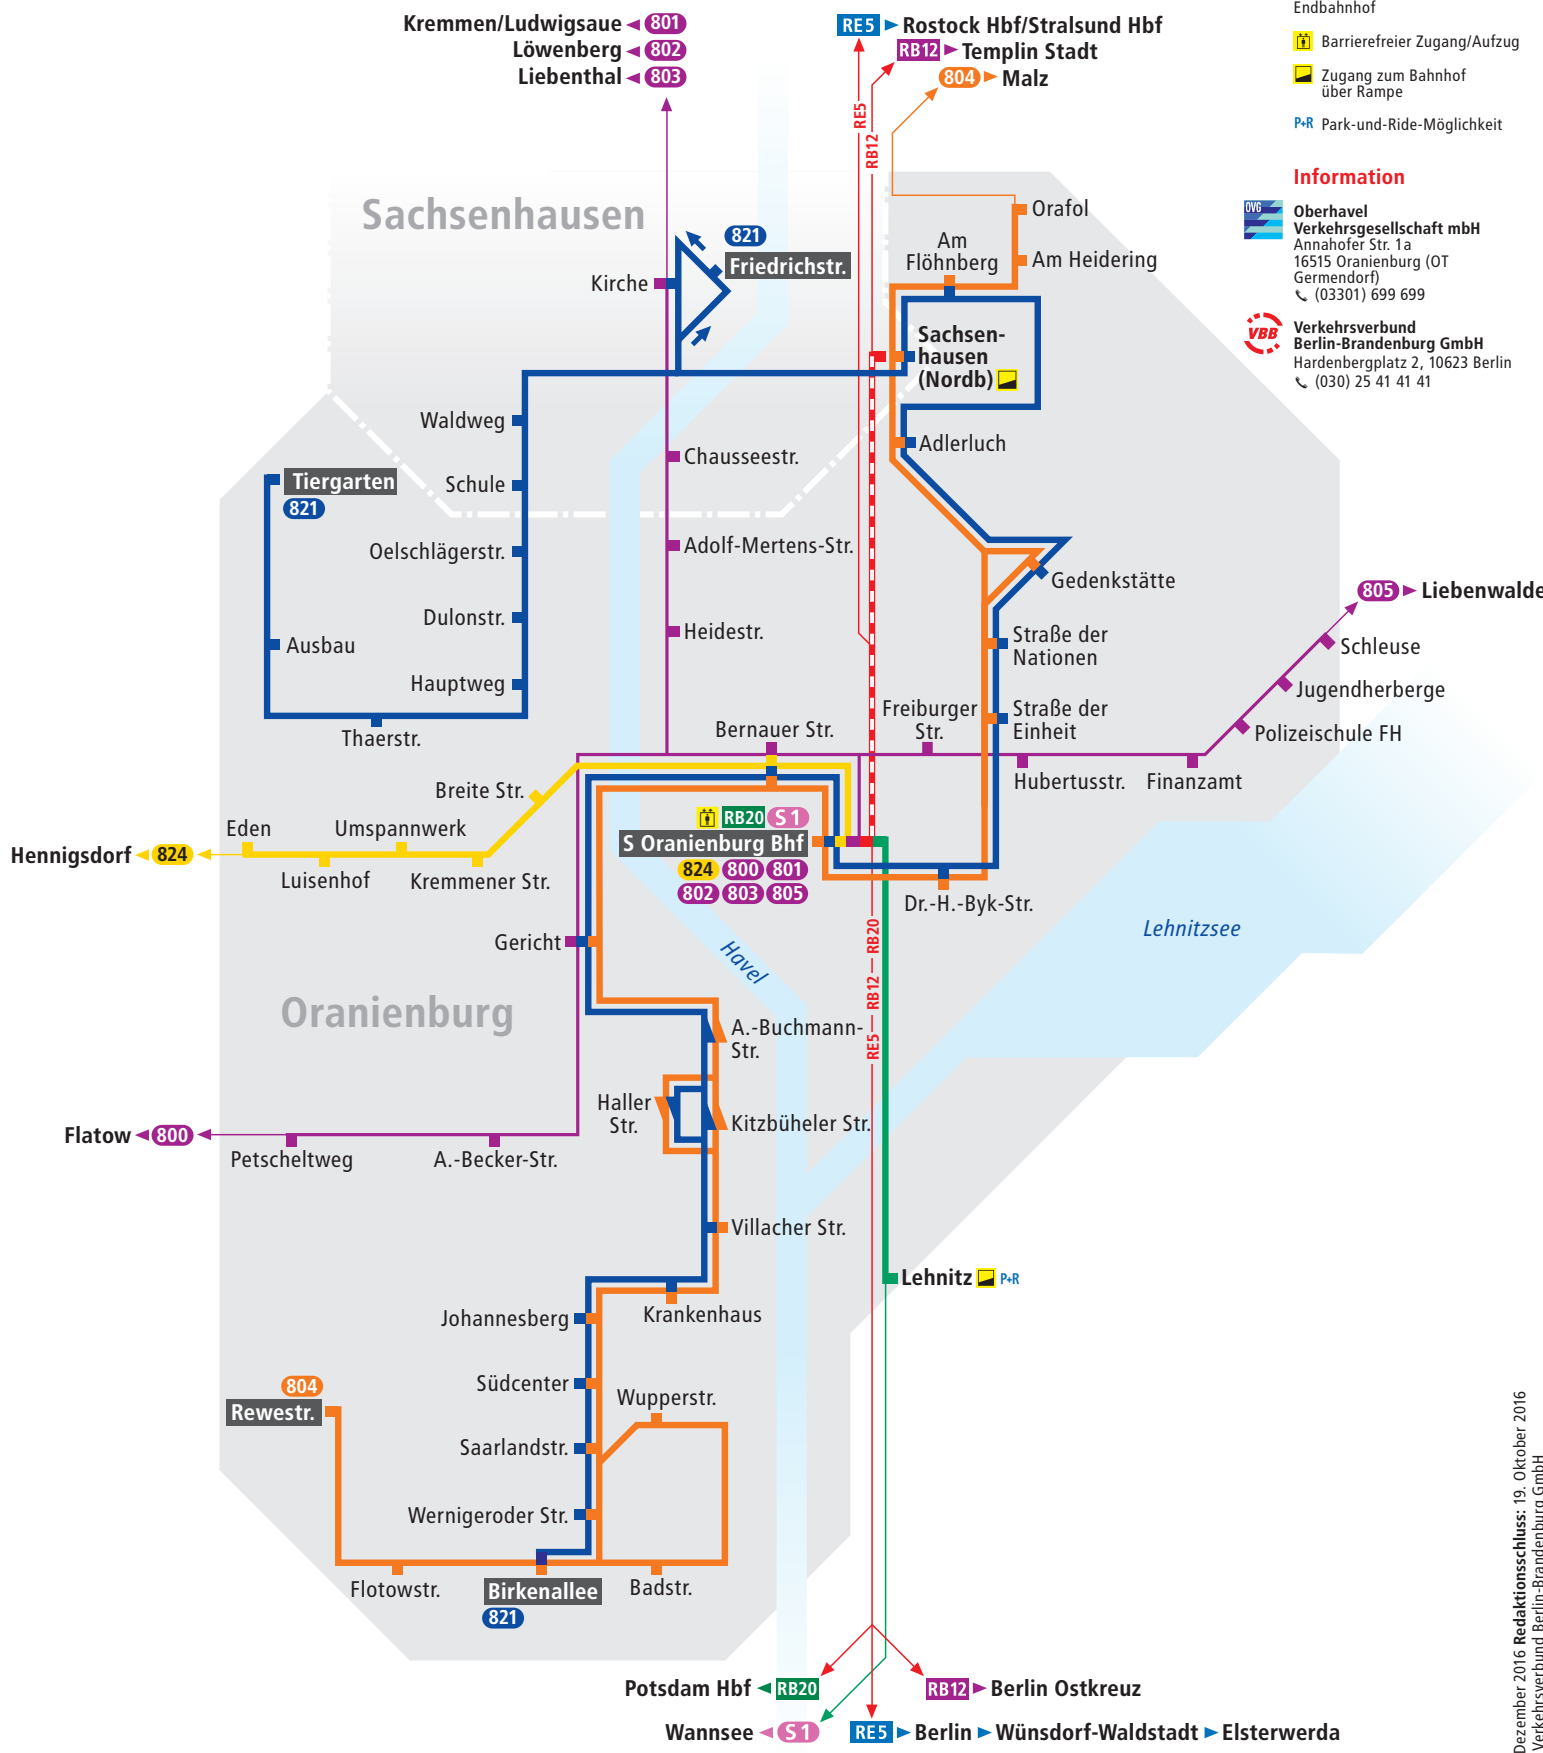 Kremmen/Ludwigsaue 801
Löwenberg 802
Liebenthal 803
RE5 Rostock Hbf/Stralsund Hbf
RB12 Templin Stadt
804 Malz
RE5
RB12
Endbahnhof
Barrierefreier Zugang/Aufzug
Zugang zum Bahnhof
über Rampe
P+R Park-und-Ride-Möglichkeit
Information
OVG
Oberhavel
Verkehrsgesellschaft mbH
Annahofer Str. 1a
16515 Oranienburg (OT
Germendorf)
(03301) 699 699
VBB
Verkehrsverbund
Berlin-Brandenburg GmbH
Hardenbergplatz 2, 10623 Berlin
(030) 25 41 41 41
Sachsenhausen
821
Friedrichstr.
Kirche
Orafol
Am
Flöhnberg
Am Heidering
Sachsen-
hausen
(Nordb)
Waldweg
Adlerluch
Chausseestr.
Tiergarten
821
Schule
Oelschlägerstr.
Adolf-Mertens-Str.
Gedenkstätte
805 Liebenwalde
Dulonstr.
Heidestr.
Straße der
Nationen
Schleuse
Ausbau
Hauptweg
Jugendherberge
Thaerstr.
Bernauer Str.
Freiburger
Str.
Straße der
Einheit
Polizeischule FH
Hubertusstr.
Finanzamt
Breite Str.
Eden
Umspannwerk
Hennigsdorf 824
Luisenhof
Kremmener Str.
RB20 S1
S Oranienburg Bhf
824 800 801
802 803 805
Dr.-H.-Byk-Str.
Lehnitzsee
Gericht
Havel
RE5 — RB12 — RB20
Oranienburg
A.-Buchmann-
Str.
Haller
Str.
Kitzbüheler Str.
Flatow 800
Petscheltweg
A.-Becker-Str.
Villacher Str.
Lehnitz P+R
Johannesberg
Krankenhaus
Südcenter
804
Rewestr.
Wupperstr.
Saarlandstr.
Wernigeroder Str.
Flotowstr.
Birkenallee
821
Badstr.
Potsdam Hbf RB20
RB12 Berlin Ostkreuz
Wannsee S1
RE5 Berlin Wünsdorf-Waldstadt Elsterwerda
Dezember 2016 Redaktionsschluss: 19. Oktober 2016
Verkehrsverbund Berlin-Brandenburg GmbH